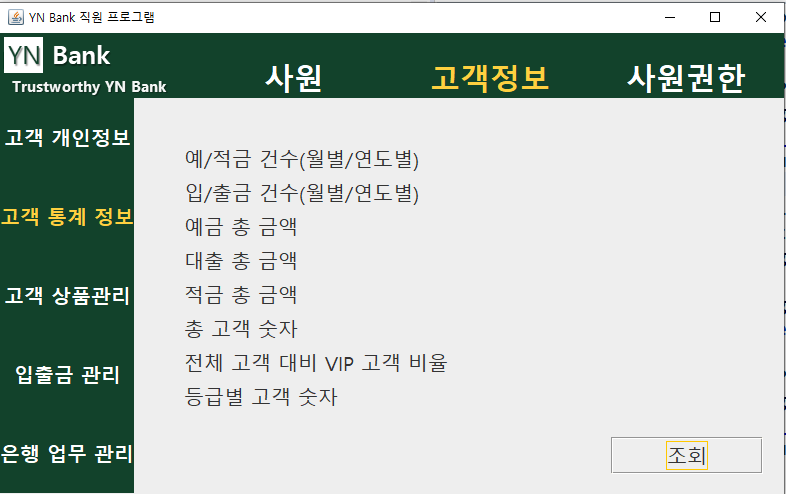 YN Bank 직원 프로그램
YN Bank
Trustworthy YN Bank
사원 고객정보 사원권한
고객 개인정보
고객 통계 정보
고객 상품관리
입출금 관리
은행 업무 관리
예/적금 건수(월별/연도별)
입/출금 건수(월별/연도별)
예금 총 금액
대출 총 금액
적금 총 금액
총 고객 숫자
전체 고객 대비 VIP 고객 비율
등급별 고객 숫자
조회